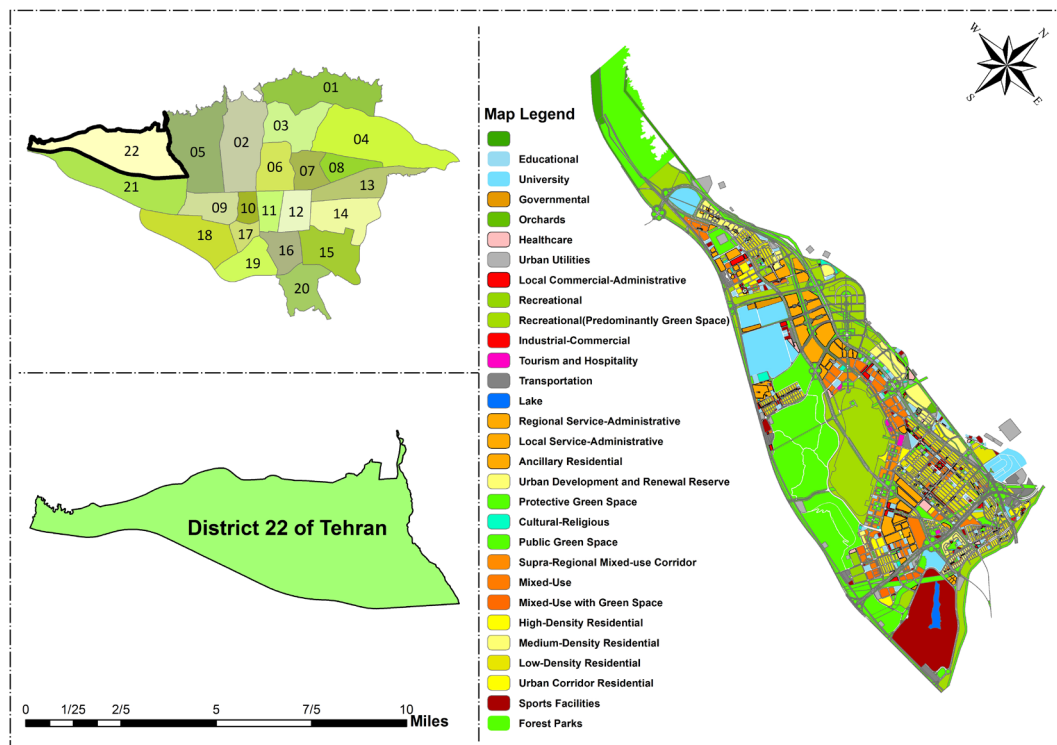 01
03
02
04
22
05
06
07
08
21
13
09
10
11
12
14
18
17
16
15
19
20
District 22 of Tehran
0 1/25 2/5 5 7/5 10
Miles
W N
S E
Map Legend
Educational
University
Governmental
Orchards
Healthcare
Urban Utilities
Local Commercial-Administrative
Recreational
Recreational(Predominantly Green Space)
Industrial-Commercial
Tourism and Hospitality
Transportation
Lake
Regional Service-Administrative
Local Service-Administrative
Ancillary Residential
Urban Development and Renewal Reserve
Protective Green Space
Cultural-Religious
Public Green Space
Supra-Regional Mixed-use Corridor
Mixed-Use
Mixed-Use with Green Space
High-Density Residential
Medium-Density Residential
Low-Density Residential
Urban Corridor Residential
Sports Facilities
Forest Parks